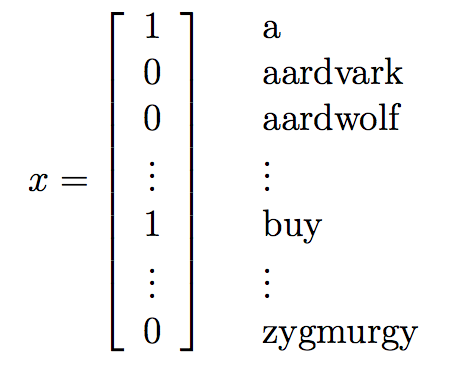 1 a
0 aardvark
0 aardwolf
⋮ ⋮
x = 1 buy
⋮ ⋮
0 zygmurgy